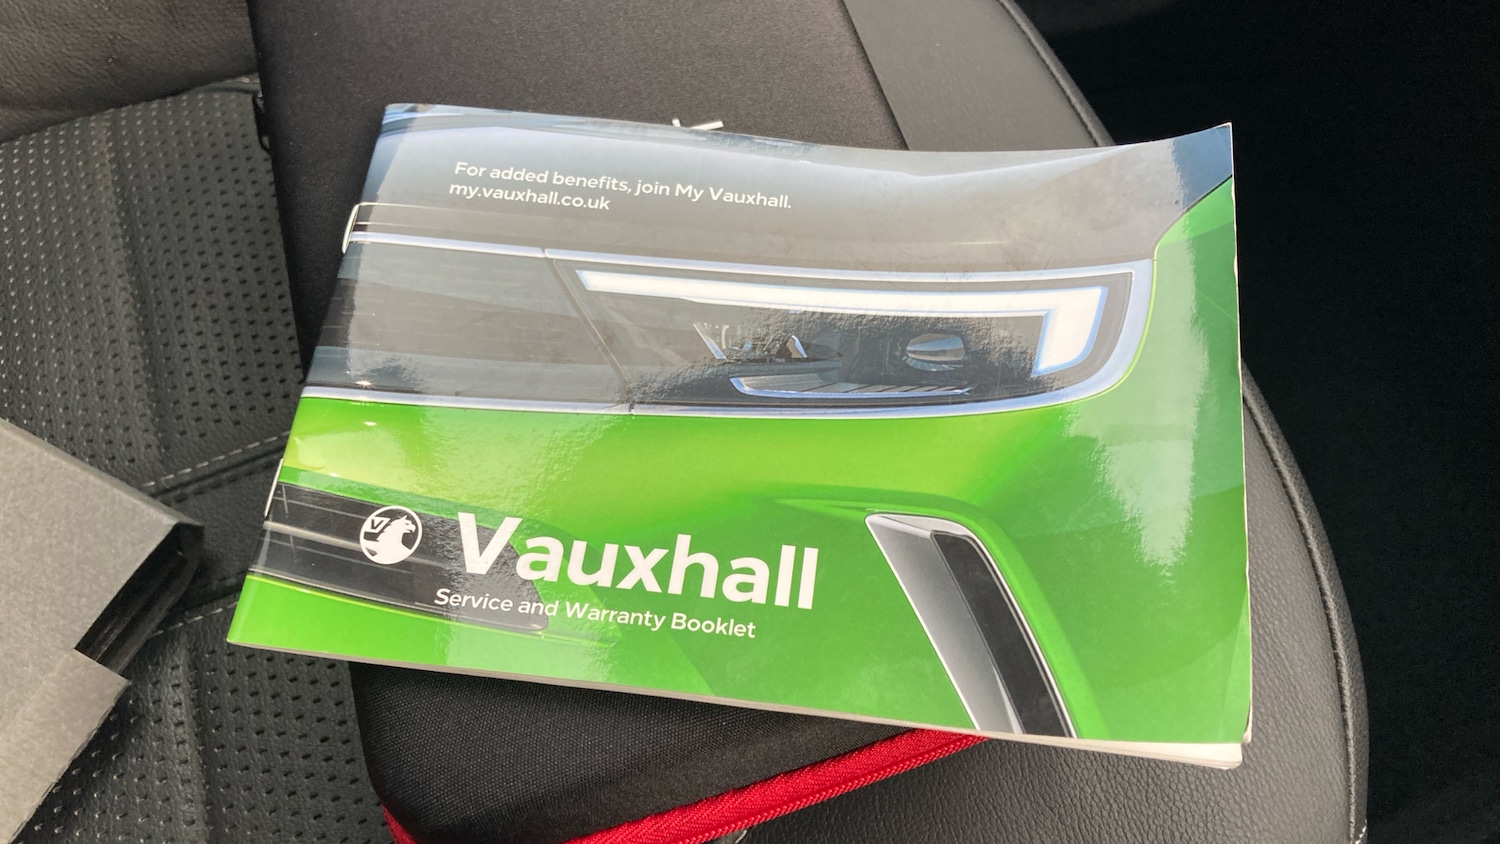 For added benefits, join My Vauxhall.
my.vauxhall.co.uk
V
Vauxhall
Service and Warranty Booklet